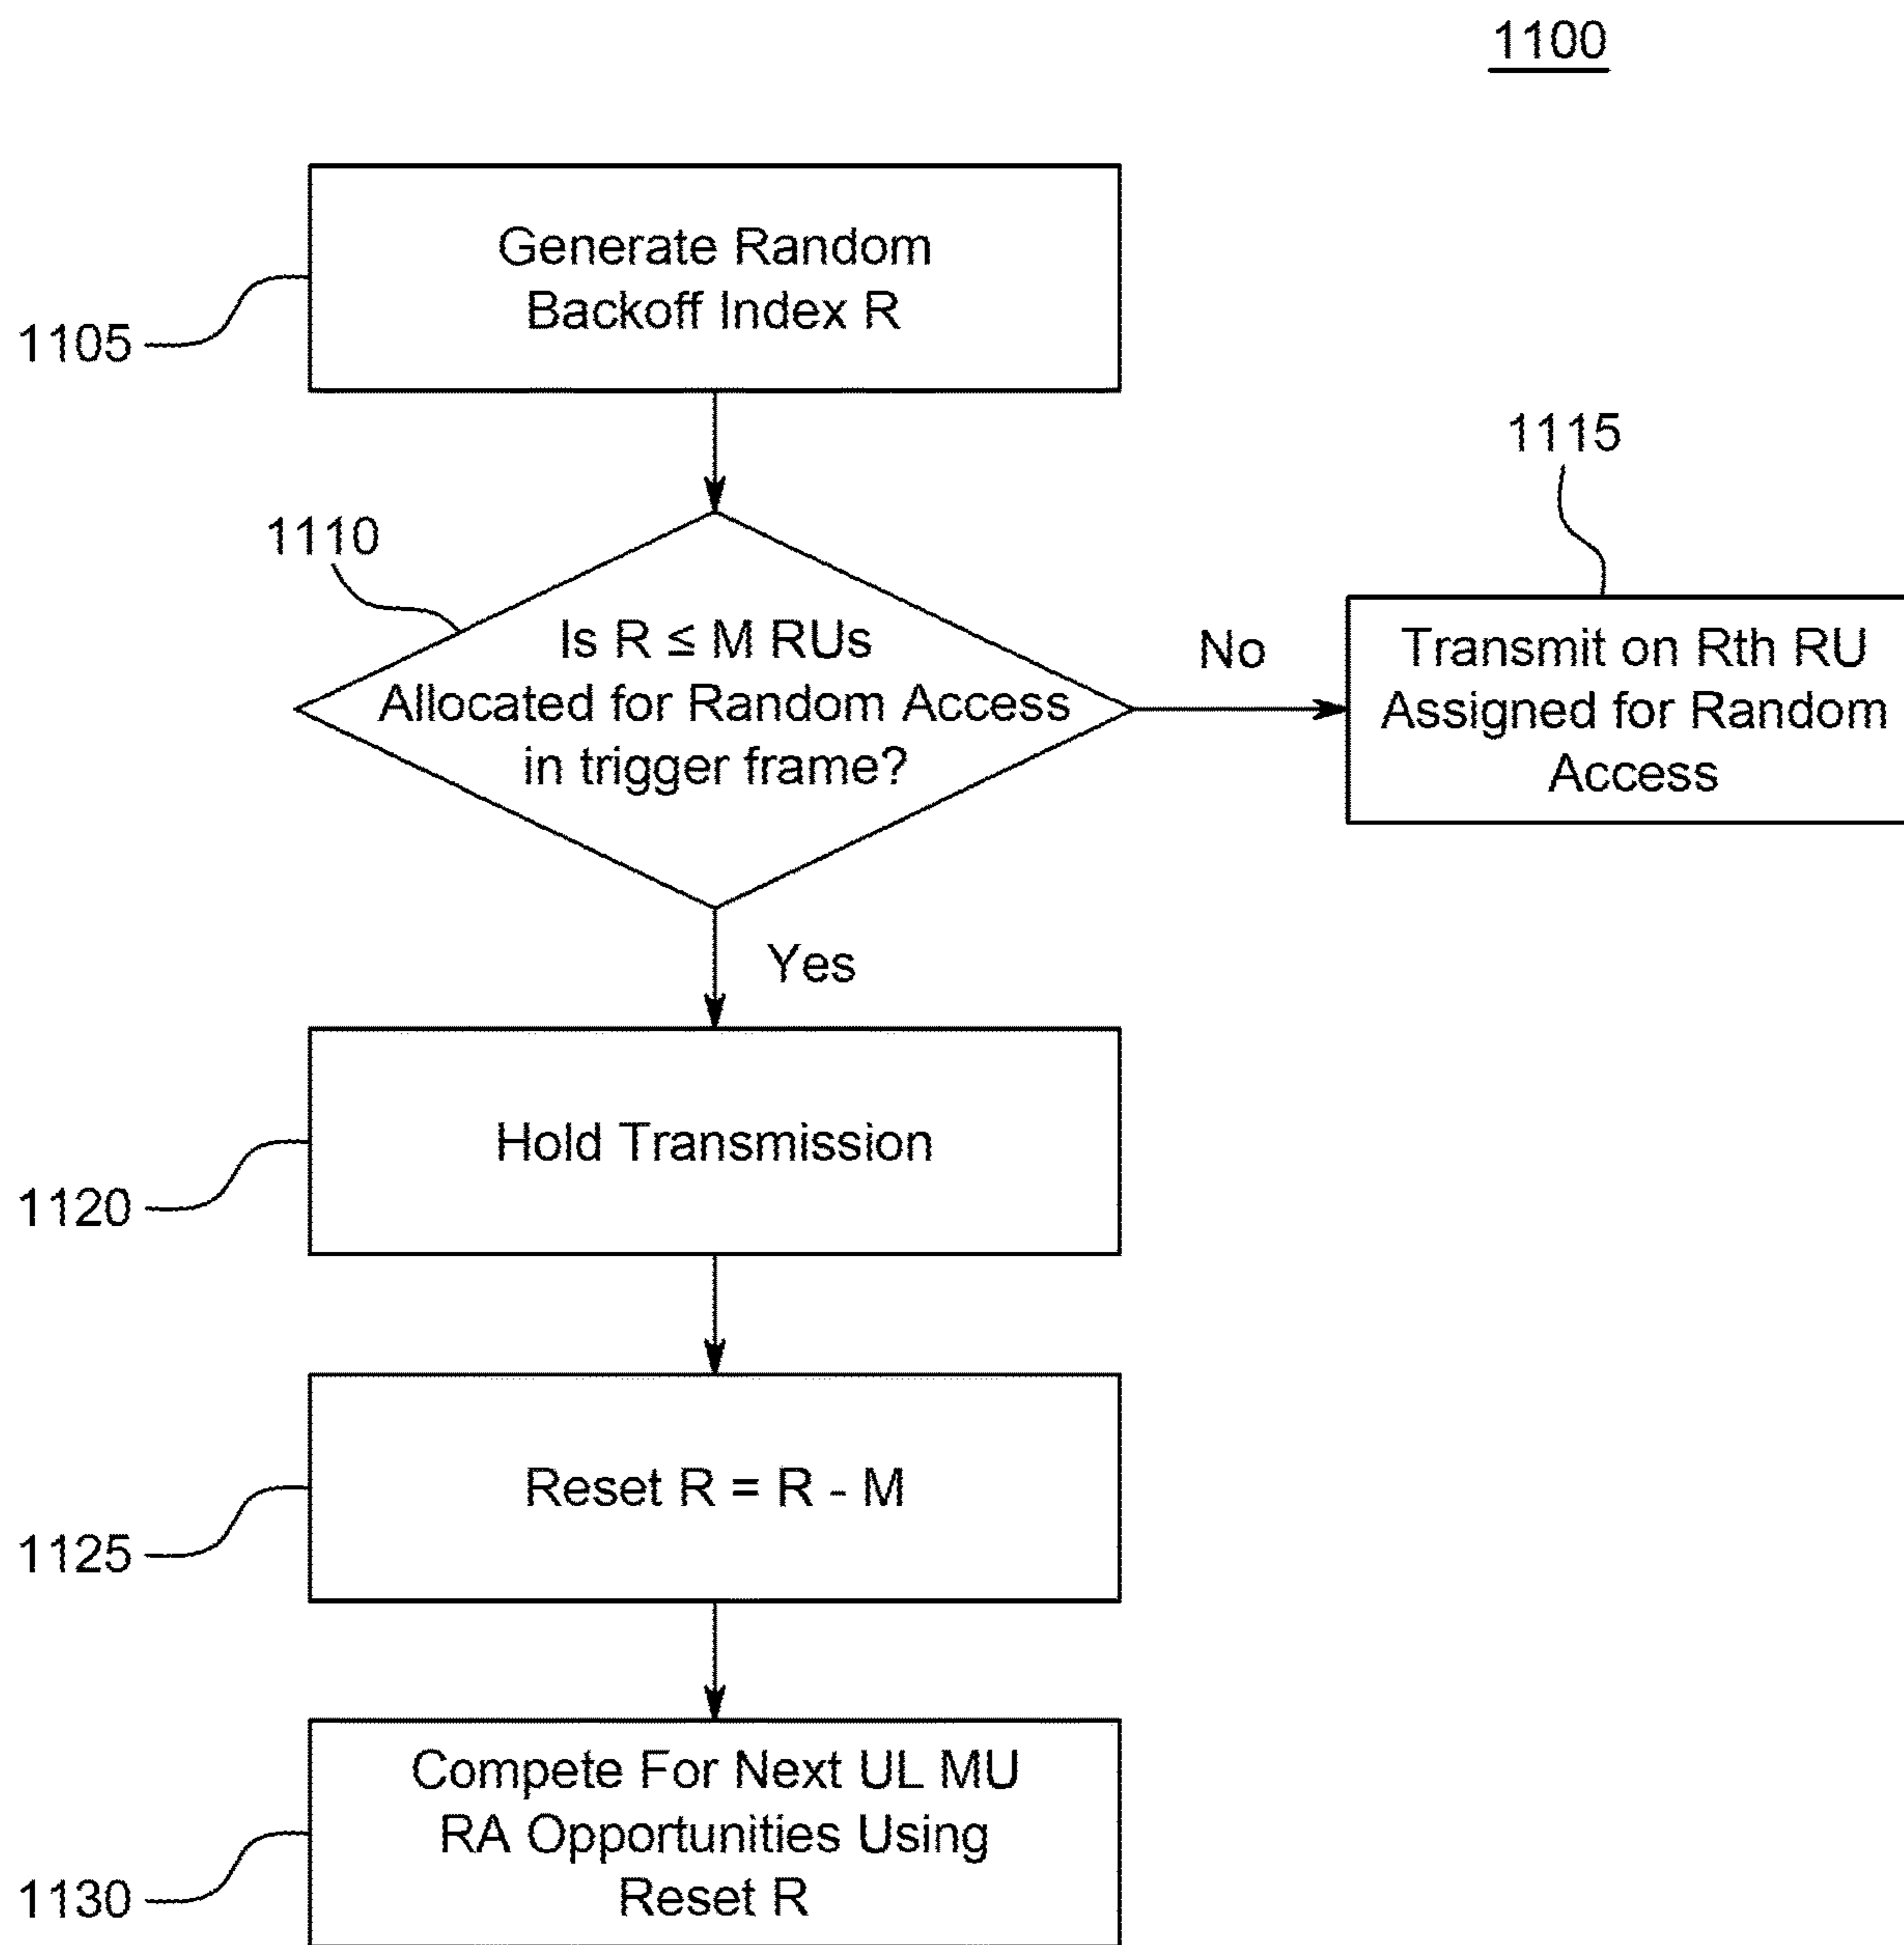 1100
Generate Random
Backoff Index R
1105
1115
1110
Is R ≤ M RUs
Allocated for Random Access
in trigger frame?
No
Transmit on Rth RU
Assigned for Random
Access
Yes
Hold Transmission
1120
Reset R = R - M
1125
Compete For Next UL MU
RA Opportunities Using
Reset R
1130